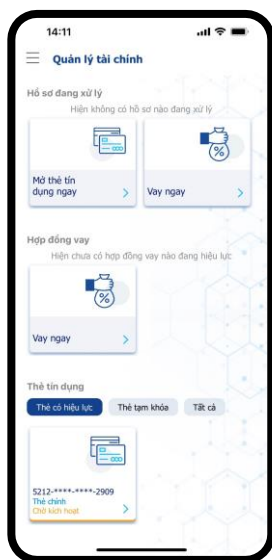 14:11
Quản lý tài chính
Hồ sơ đang xử lý
Hiện không có hồ sơ nào đang xử lý
Mở thẻ tín
dụng ngay
Vay ngay
Hợp đồng vay
Hiện chưa có hợp đồng vay nào đang hiệu lực
Vay ngay
Thẻ tín dụng
Thẻ có hiệu lực Thẻ tạm khóa Tất cả
5212-****-****-2909
Thẻ chính
Chờ kích hoạt